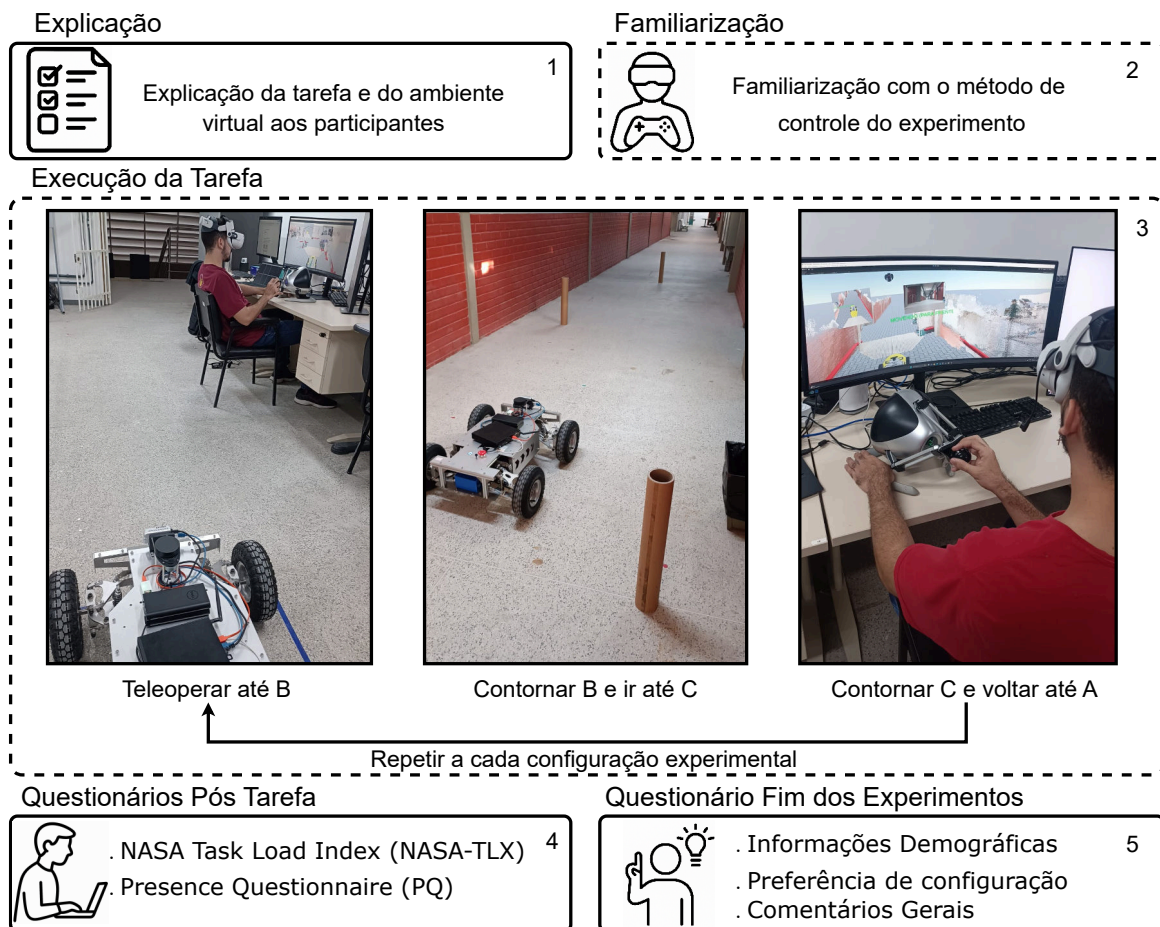 Explicação
1
Explicação da tarefa e do ambiente
virtual aos participantes
Familiarização
2
Familiarização com o método de
controle do experimento
Execução da Tarefa
3
Teleoperar até B
Contornar B e ir até C
Contornar C e voltar até A
Repetir a cada configuração experimental
Questionários Pós Tarefa
4
. NASA Task Load Index (NASA-TLX)
. Presence Questionnaire (PQ)
Questionário Fim dos Experimentos
5
. Informações Demográficas
. Preferência de configuração
. Comentários Gerais